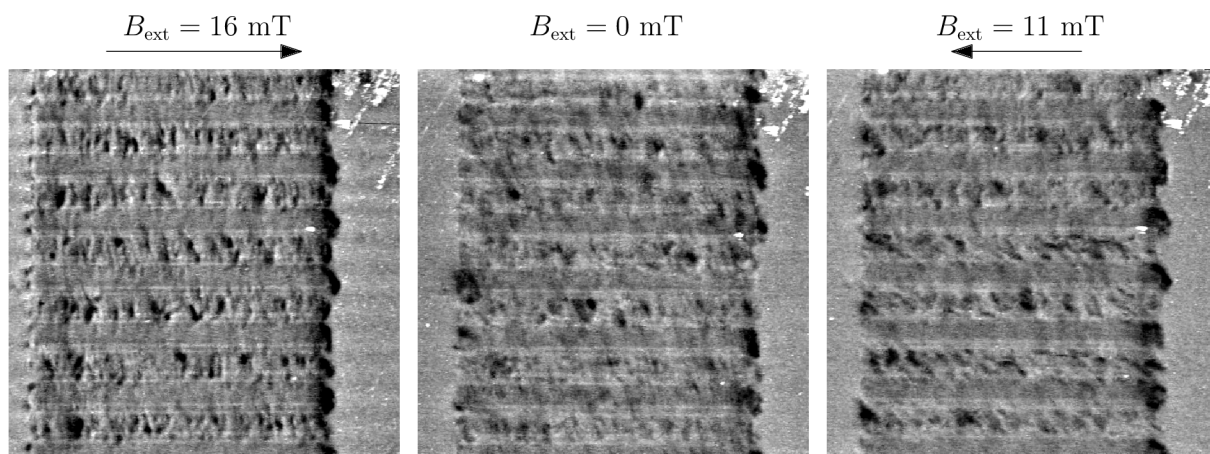 B_ext = 16 mT
B_ext = 0 mT
B_ext = 11 mT